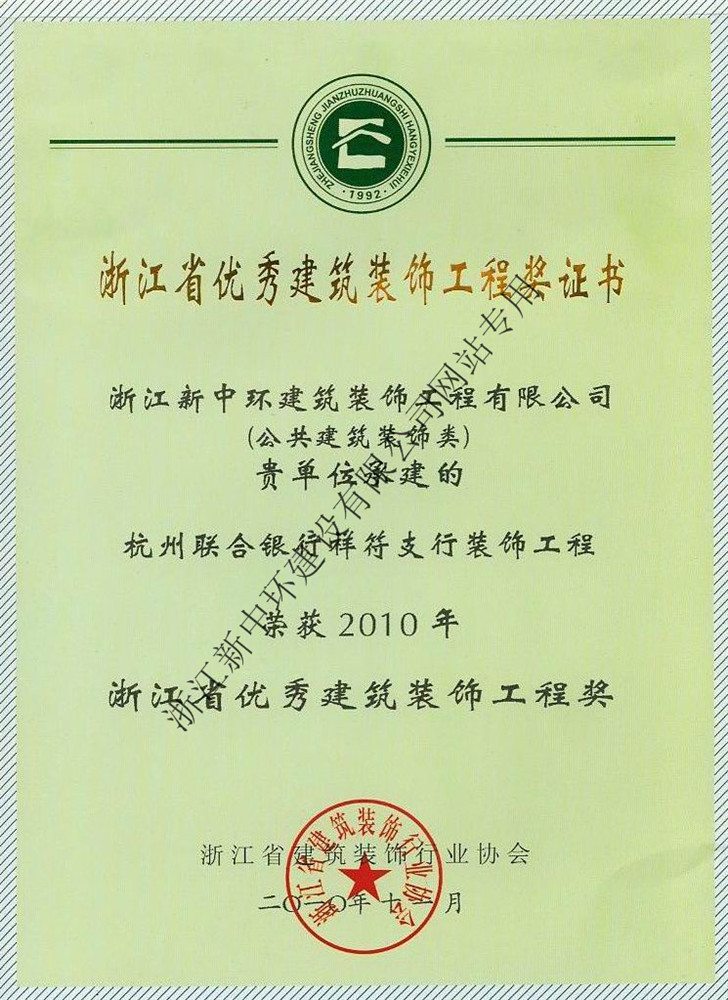 ZHEJIANGSHENG JIANZHUZHUANGSHI HANGYEXIEHUI
·1992·
浙江省优秀建筑装饰工程奖证书
浙江新中环建筑装饰工程有限公司
(公共建筑装饰类)
贵单位承建的
杭州联合银行祥符支行装饰工程
荣获 2010 年
浙江省优秀建筑装饰工程奖
浙江省建筑装饰行业协会
二〇一〇年十一月
浙江省建筑装饰行业协会
浙江新中环建设有限公司网站专用